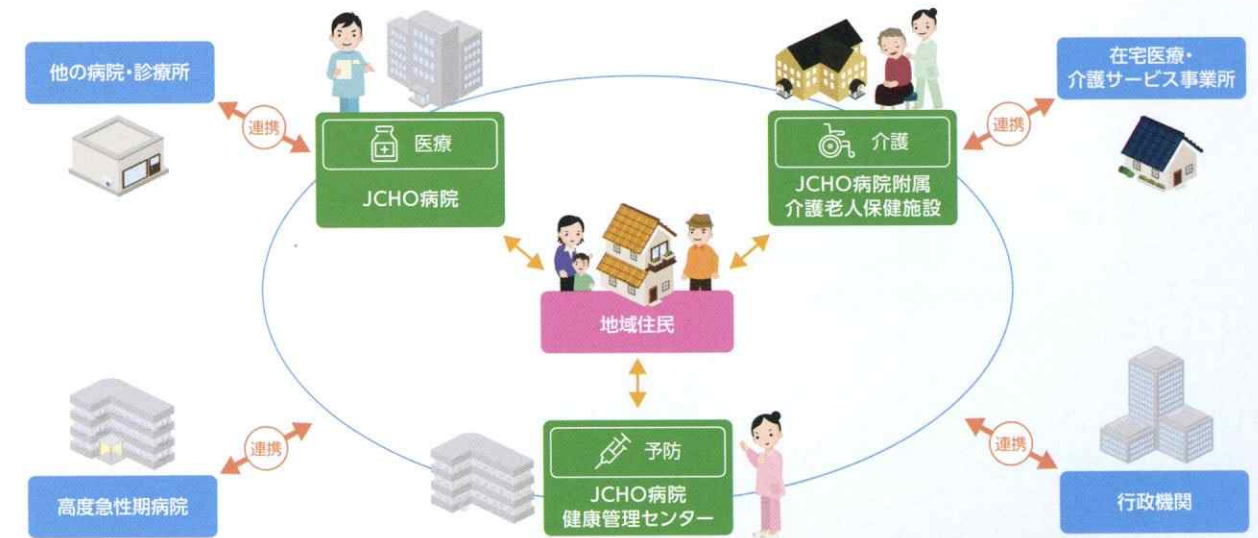 他の病院・診療所
連携
医療
JCHO病院
介護
JCHO病院附属
介護老人保健施設
連携
在宅医療・
介護サービス事業所
地域住民
高度急性期病院
連携
予防
JCHO病院
健康管理センター
連携
行政機関